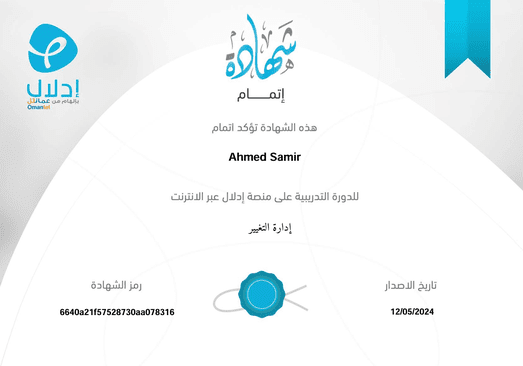 شهادة
إتمـــــام
إدلال
بإلهام من عمانتل
Omantel
هذه الشهادة تؤكد اتمام
Ahmed Samir
للدورة التدريبية على منصة إدلال عبر الانترنت
إدارة التغيير
تاريخ الاصدار
12/05/2024
رمز الشهادة
6640a21f57528730aa078316